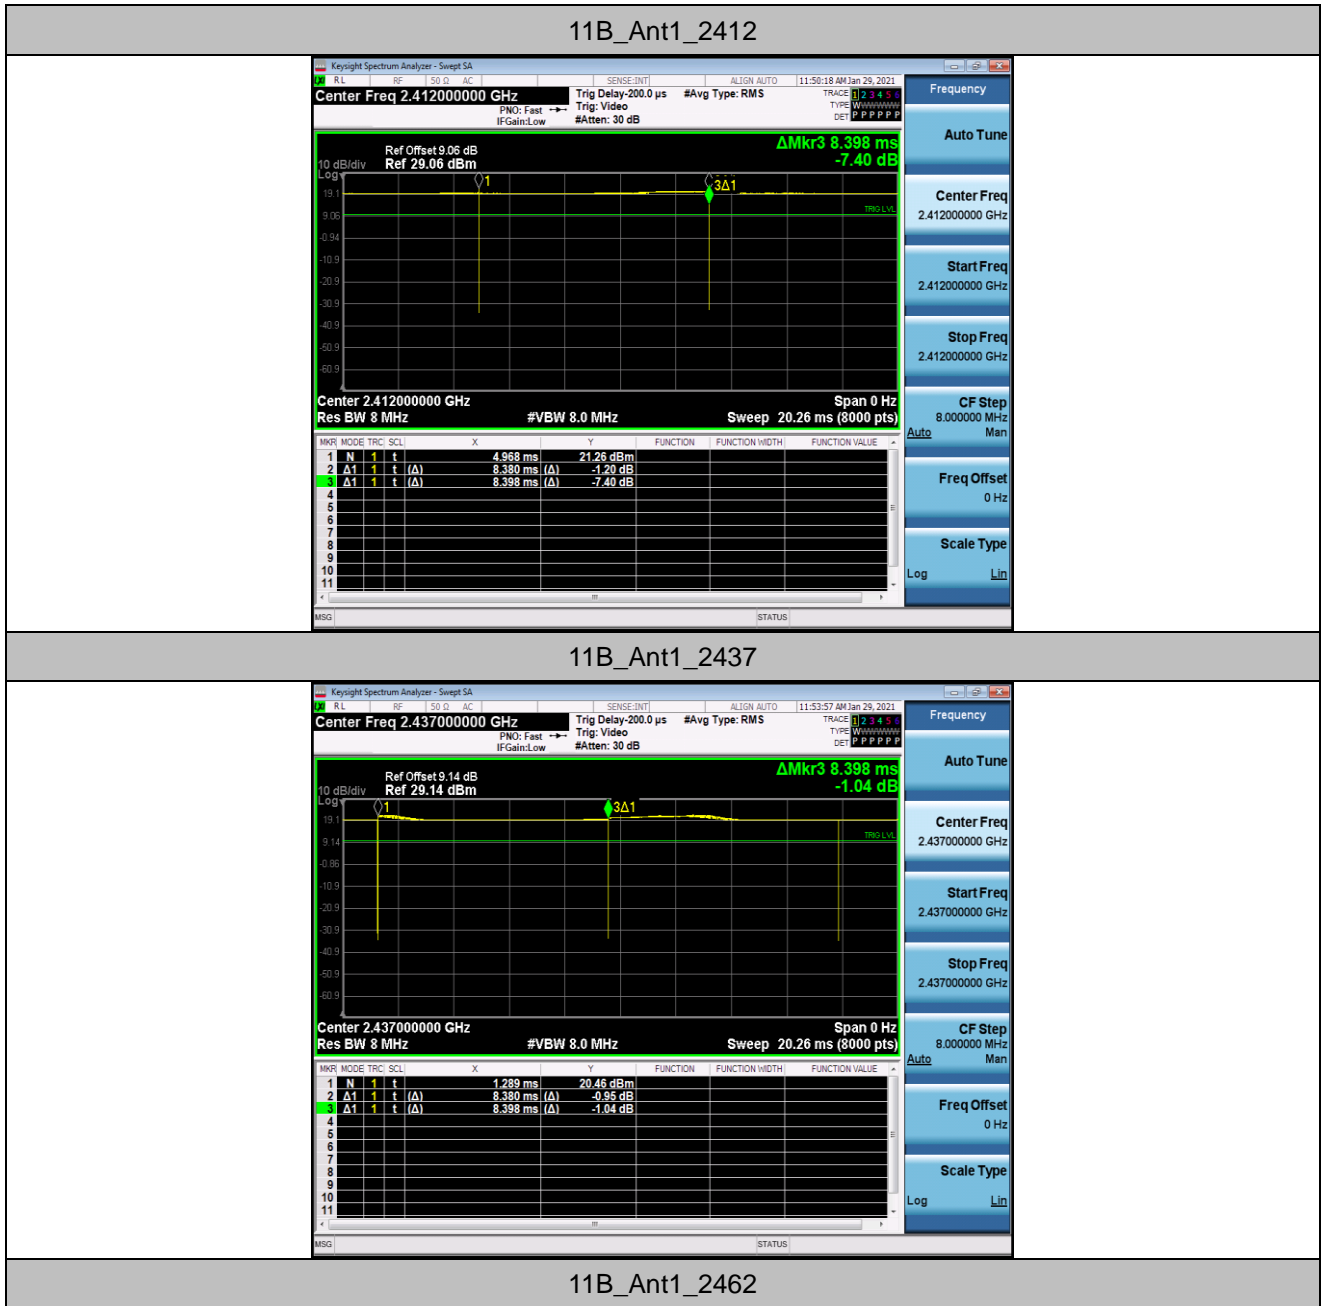 11B_Ant1_2412
Keysight Spectrum Analyzer - Swept SA
RL RF 50 Ω AC SENSE:INT ALIGN AUTO 11:50:18 AM Jan 29, 2021
Center Freq 2.412000000 GHz
PNO: Fast
IFGain:Low
Trig Delay-200.0 µs
Trig: Video
#Atten: 30 dB
#Avg Type: RMS
TRACE 1 2 3 4 5 6
TYPE W
DET P P P P P P
Frequency
Auto Tune
Center Freq
2.412000000 GHz
Start Freq
2.412000000 GHz
Stop Freq
2.412000000 GHz
CF Step
8.000000 MHz
Auto Man
Freq Offset
0 Hz
Scale Type
Log Lin
ΔMkr3 8.398 ms
-7.40 dB
Ref Offset 9.06 dB
10 dB/div Ref 29.06 dBm
Log
1
3Δ1
19.1
9.06
TRIG LVL
-0.94
-10.9
-20.9
-30.9
-40.9
-50.9
-60.9
Center 2.412000000 GHz Span 0 Hz
Res BW 8 MHz #VBW 8.0 MHz Sweep 20.26 ms (8000 pts)
MKR MODE TRC SCL X Y FUNCTION FUNCTION WIDTH FUNCTION VALUE
1 N 1 t 4.968 ms 21.26 dBm
2 Δ1 1 t (Δ) 8.380 ms (Δ) -1.20 dB
3 Δ1 1 t (Δ) 8.398 ms (Δ) -7.40 dB
4
5
6
7
8
9
10
11
MSG STATUS
11B_Ant1_2437
Keysight Spectrum Analyzer - Swept SA
RL RF 50 Ω AC SENSE:INT ALIGN AUTO 11:53:57 AM Jan 29, 2021
Center Freq 2.437000000 GHz
PNO: Fast
IFGain:Low
Trig Delay-200.0 µs
Trig: Video
#Atten: 30 dB
#Avg Type: RMS
TRACE 1 2 3 4 5 6
TYPE W
DET P P P P P P
Frequency
Auto Tune
Center Freq
2.437000000 GHz
Start Freq
2.437000000 GHz
Stop Freq
2.437000000 GHz
CF Step
8.000000 MHz
Auto Man
Freq Offset
0 Hz
Scale Type
Log Lin
ΔMkr3 8.398 ms
-1.04 dB
Ref Offset 9.14 dB
10 dB/div Ref 29.14 dBm
Log
1
3Δ1
19.1
9.14
TRIG LVL
-0.86
-10.9
-20.9
-30.9
-40.9
-50.9
-60.9
Center 2.437000000 GHz Span 0 Hz
Res BW 8 MHz #VBW 8.0 MHz Sweep 20.26 ms (8000 pts)
MKR MODE TRC SCL X Y FUNCTION FUNCTION WIDTH FUNCTION VALUE
1 N 1 t 1.289 ms 20.46 dBm
2 Δ1 1 t (Δ) 8.380 ms (Δ) -0.95 dB
3 Δ1 1 t (Δ) 8.398 ms (Δ) -1.04 dB
4
5
6
7
8
9
10
11
MSG STATUS
11B_Ant1_2462